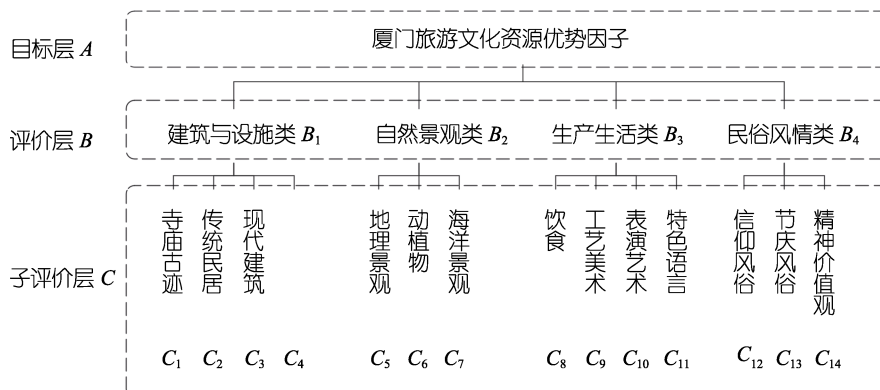 目标层 A
厦门旅游文化资源优势因子
评价层 B
建筑与设施类 B₁ 自然景观类 B₂ 生产生活类 B₃ 民俗风情类 B₄
子评价层 C
寺庙古迹
传统民居
现代建筑
地理景观
动植物
海洋景观
饮食
工艺美术
表演艺术
特色语言
信仰风俗
节庆风俗
精神价值观
C₁ C₂ C₃ C₄ C₅ C₆ C₇ C₈ C₉ C₁₀ C₁₁ C₁₂ C₁₃ C₁₄